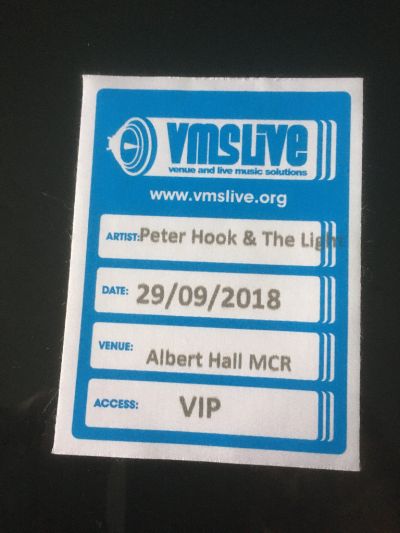 VMSLiVE
venue and live music solutions
www.vmslive.org
ARTIST: Peter Hook & The Light
DATE: 29/09/2018
VENUE: Albert Hall MCR
ACCESS: VIP